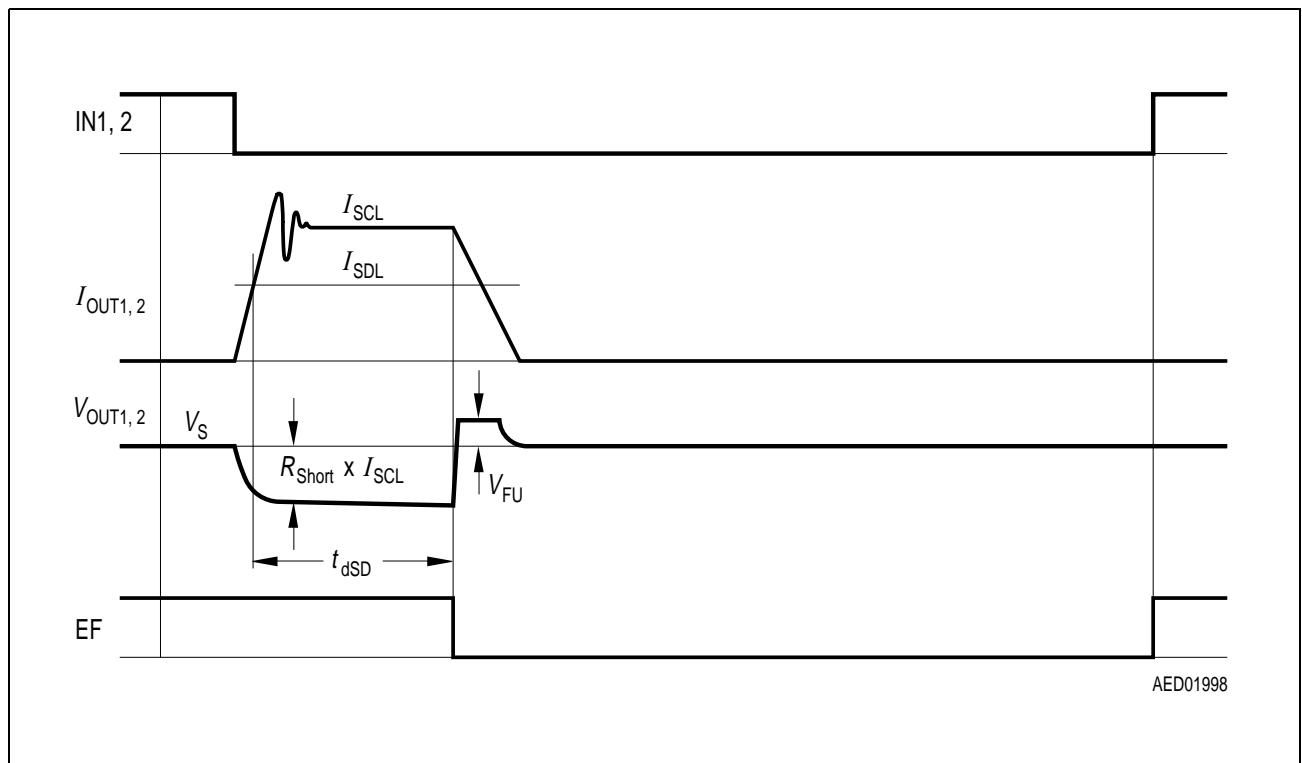 IN1, 2
I_SCL
I_SDL
I_OUT1, 2
V_OUT1, 2
V_S
R_Short x I_SCL
V_FU
t_dSD
EF
AED01998